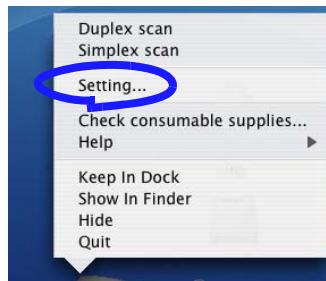 Duplex scan
Simplex scan
Setting...
Check consumable supplies...
Help
Keep In Dock
Show In Finder
Hide
Quit